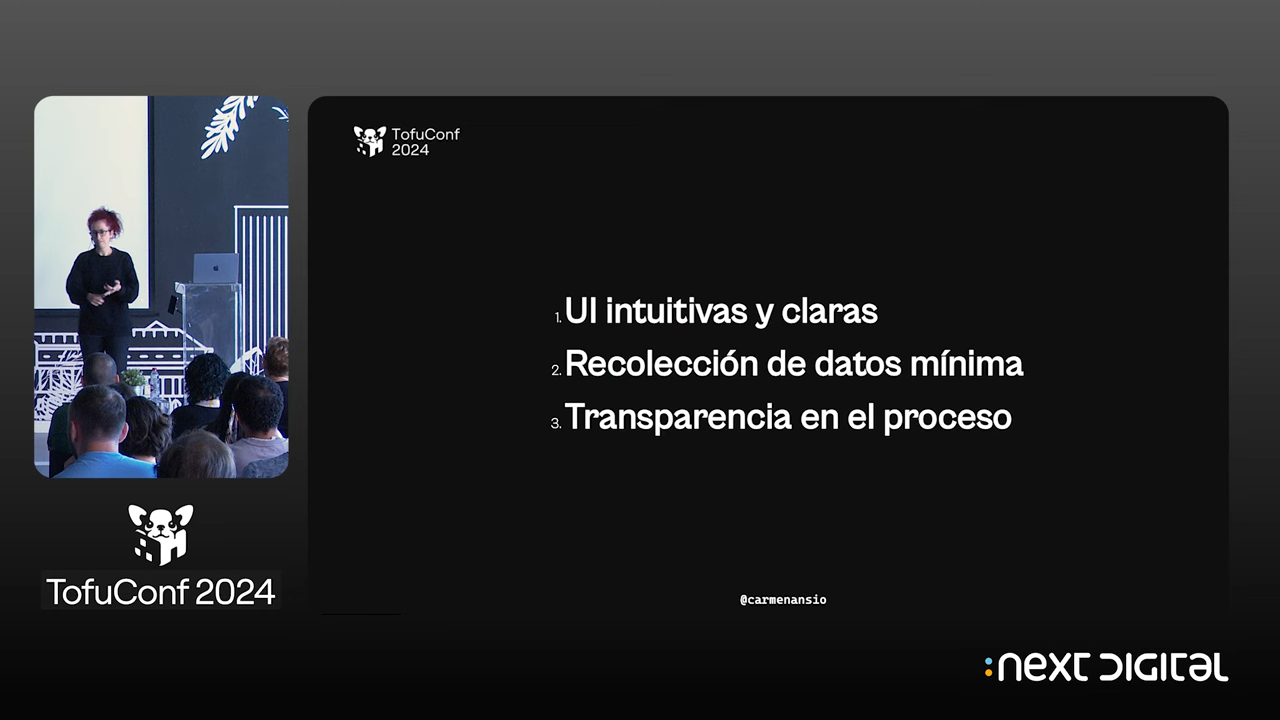 TofuConf
2024
1. UI intuitivas y claras
2. Recolección de datos mínima
3. Transparencia en el proceso
@carmenansio
TofuConf 2024
:next DIGITAL